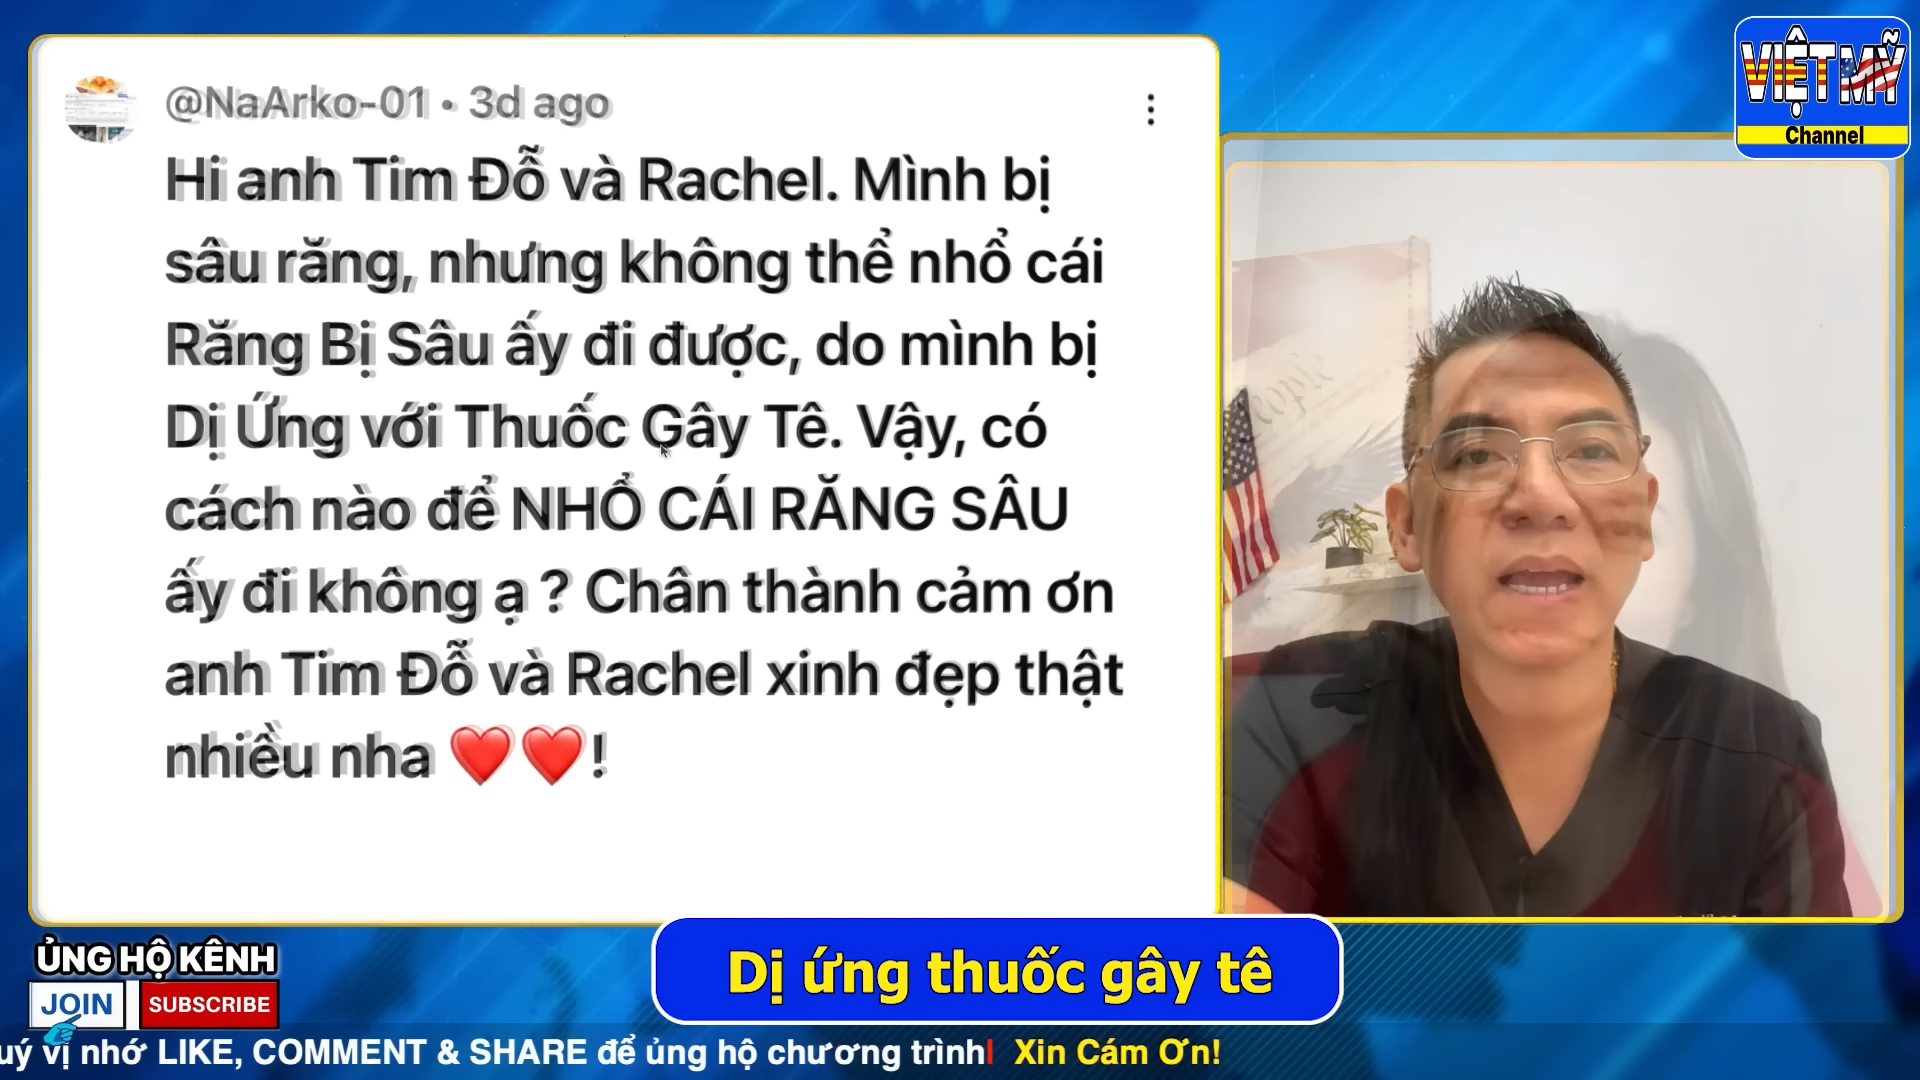 @NaArko-01 • 3d ago
Hi anh Tim Đỗ và Rachel. Mình bị
sâu răng, nhưng không thể nhổ cái
Răng Bị Sâu ấy đi được, do mình bị
Dị Ứng với Thuốc Gây Tê. Vậy, có
cách nào để NHỔ CÁI RĂNG SÂU
ấy đi không ạ ? Chân thành cảm ơn
anh Tim Đỗ và Rachel xinh đẹp thật
nhiều nha ❤️❤️!
VIỆT MỸ
Channel
Dị ứng thuốc gây tê
ỦNG HỘ KÊNH
JOIN
SUBSCRIBE
uý vị nhớ LIKE, COMMENT & SHARE để ủng hộ chương trình! Xin Cám Ơn!